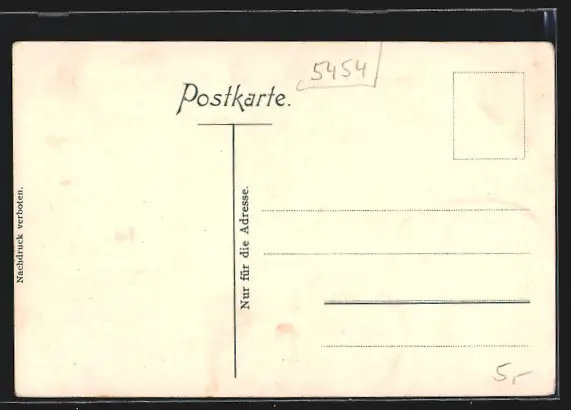 5454
Postkarte.
Nachdruck verboten.
Nur für die Adresse.
5,-